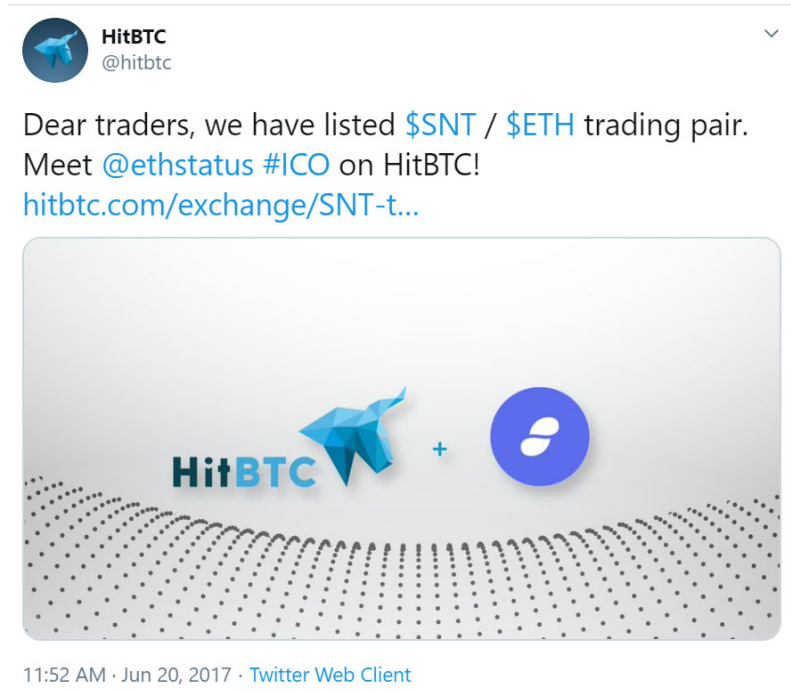 HitBTC
@hitbtc
Dear traders, we have listed $SNT / $ETH trading pair.
Meet @ethstatus #ICO on HitBTC!
hitbtc.com/exchange/SNT-t...
HitBTC +
11:52 AM · Jun 20, 2017 · Twitter Web Client